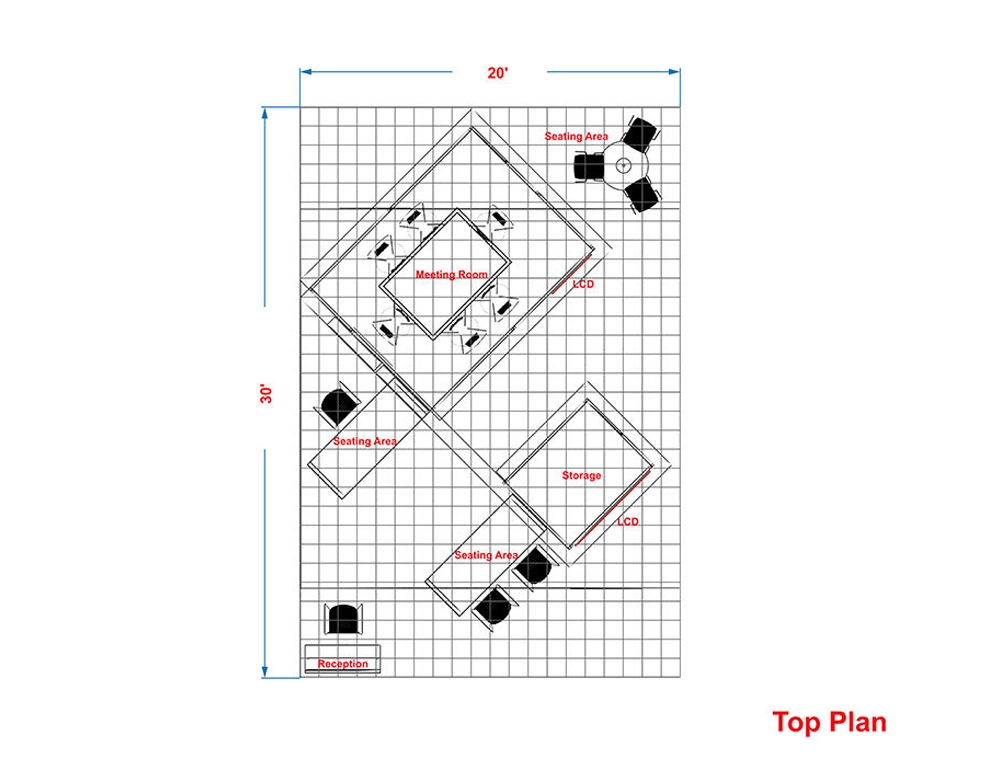 20'
Seating Area
Meeting Room
LCD
30'
Seating Area
Storage
LCD
Seating Area
Reception
Top Plan